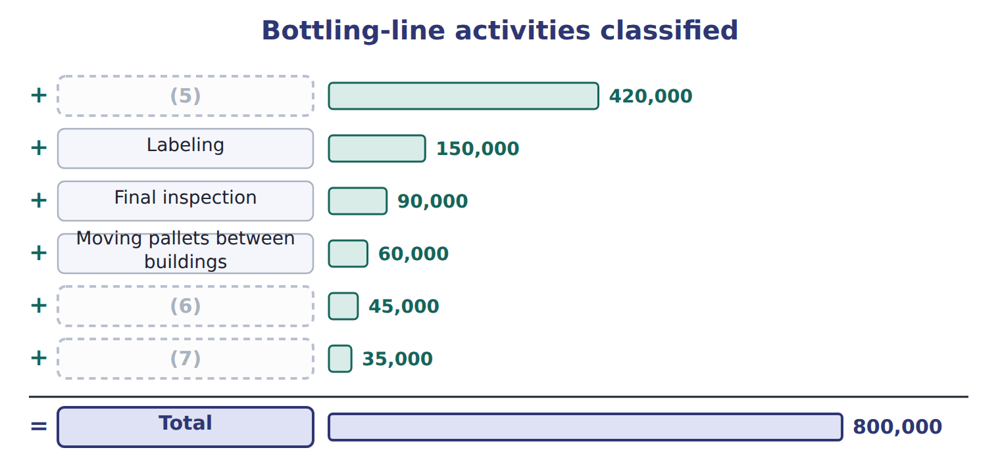 Bottling-line activities classified
+ (5) 420,000
+ Labeling 150,000
+ Final inspection 90,000
+ Moving pallets between
buildings 60,000
+ (6) 45,000
+ (7) 35,000
= Total 800,000